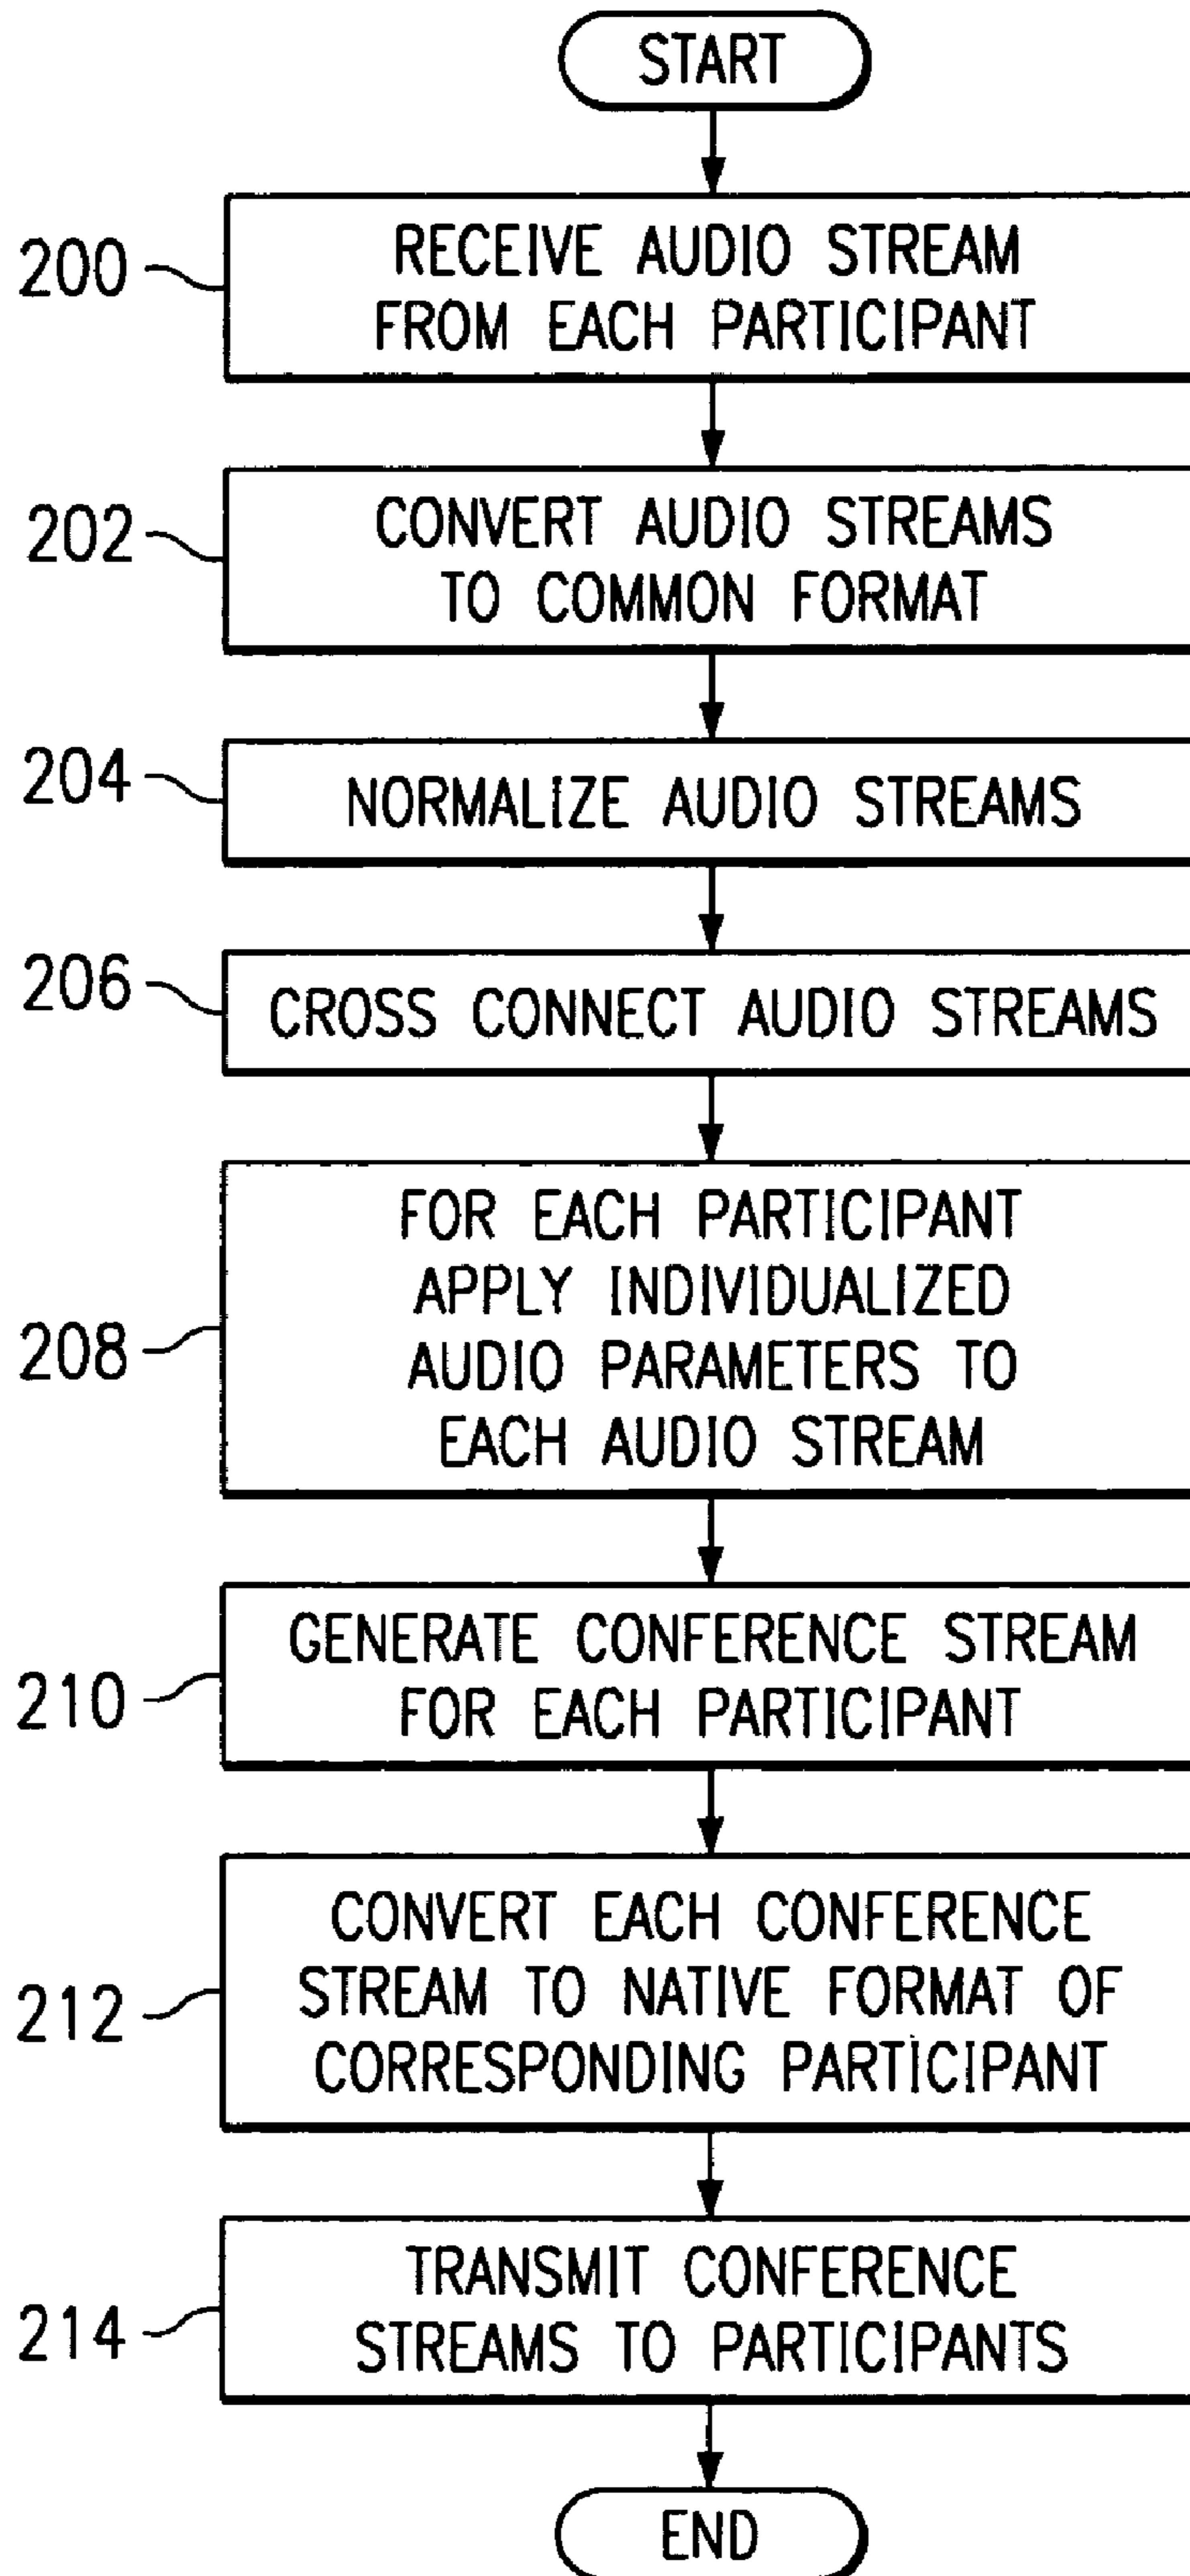 START
200
RECEIVE AUDIO STREAM
FROM EACH PARTICIPANT
202
CONVERT AUDIO STREAMS
TO COMMON FORMAT
204
NORMALIZE AUDIO STREAMS
206
CROSS CONNECT AUDIO STREAMS
208
FOR EACH PARTICIPANT
APPLY INDIVIDUALIZED
AUDIO PARAMETERS TO
EACH AUDIO STREAM
210
GENERATE CONFERENCE STREAM
FOR EACH PARTICIPANT
212
CONVERT EACH CONFERENCE
STREAM TO NATIVE FORMAT OF
CORRESPONDING PARTICIPANT
214
TRANSMIT CONFERENCE
STREAMS TO PARTICIPANTS
END